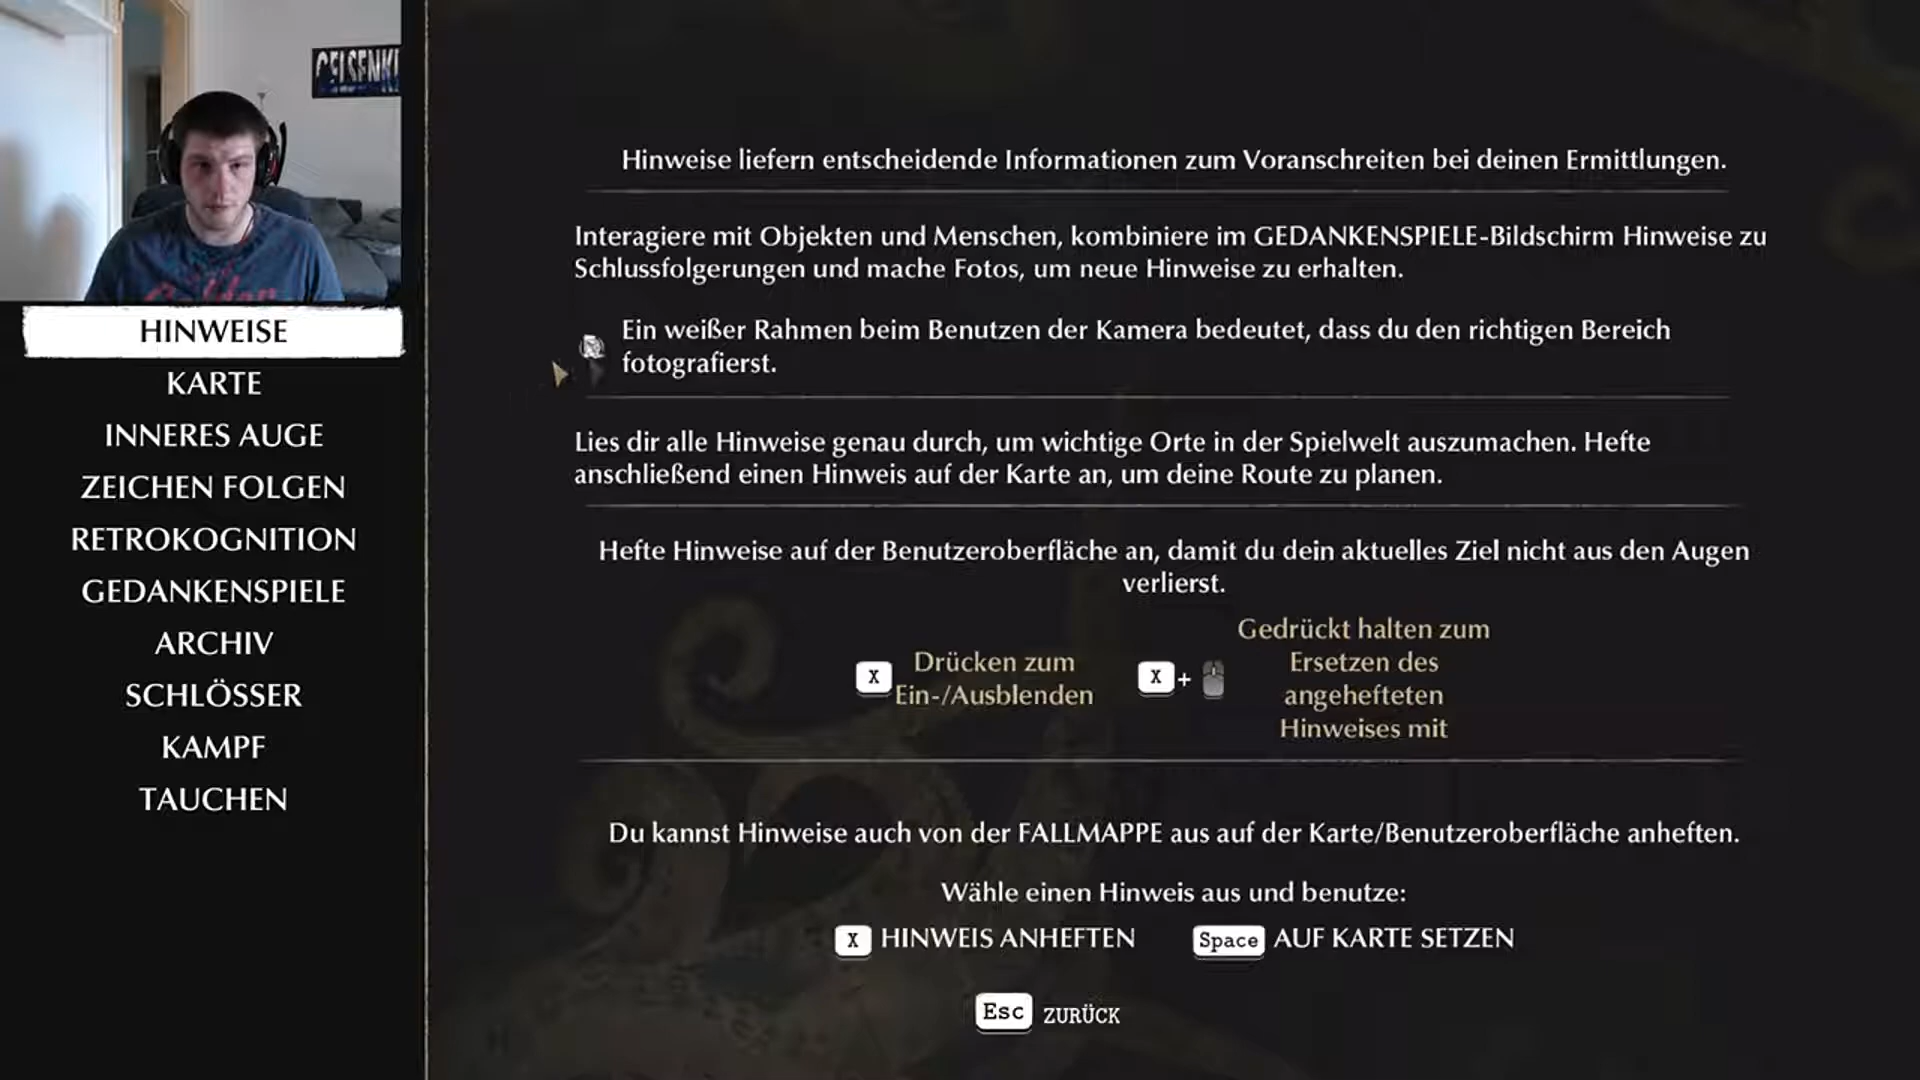 HINWEISE
KARTE
INNERES AUGE
ZEICHEN FOLGEN
RETROKOGNITION
GEDANKENSPIELE
ARCHIV
SCHLÖSSER
KAMPF
TAUCHEN
Hinweise liefern entscheidende Informationen zum Voranschreiten bei deinen Ermittlungen.
Interagiere mit Objekten und Menschen, kombiniere im GEDANKENSPIELE-Bildschirm Hinweise zu
Schlussfolgerungen und mache Fotos, um neue Hinweise zu erhalten.
Ein weißer Rahmen beim Benutzen der Kamera bedeutet, dass du den richtigen Bereich
fotografierst.
Lies dir alle Hinweise genau durch, um wichtige Orte in der Spielwelt auszumachen. Hefte
anschließend einen Hinweis auf der Karte an, um deine Route zu planen.
Hefte Hinweise auf der Benutzeroberfläche an, damit du dein aktuelles Ziel nicht aus den Augen
verlierst.
X Drücken zum
Ein-/Ausblenden
X +
Gedrückt halten zum
Ersetzen des
angehefteten
Hinweises mit
Du kannst Hinweise auch von der FALLMAPPE aus auf der Karte/Benutzeroberfläche anheften.
Wähle einen Hinweis aus und benutze:
X HINWEIS ANHEFTEN Space AUF KARTE SETZEN
Esc ZURÜCK